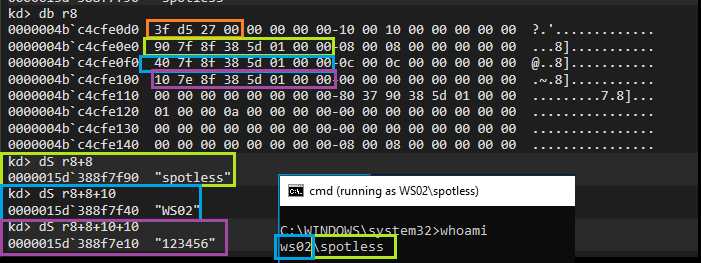 kd> db r8
0000004b`c4cfe0d0 3f d5 27 00 00 00 00 00-10 00 10 00 00 00 00 00 ?.'.............
0000004b`c4cfe0e0 90 7f 8f 38 5d 01 00 00-08 00 08 00 00 00 00 00 ...8]...........
0000004b`c4cfe0f0 40 7f 8f 38 5d 01 00 00-0c 00 0c 00 00 00 00 00 @..8]...........
0000004b`c4cfe100 10 7e 8f 38 5d 01 00 00-00 00 00 00 00 00 00 00 .~.8]...........
0000004b`c4cfe110 00 00 00 00 00 00 00 00-80 37 90 38 5d 01 00 00 .........7.8]...
0000004b`c4cfe120 01 00 00 0a 00 00 00 00-00 00 00 00 00 00 00 00 ................
0000004b`c4cfe130 00 00 00 00 00 00 00 00-00 00 00 00 00 00 00 00 ................
0000004b`c4cfe140 00 00 00 00 00 00 00 00-08 00 08 00 00 00 00 00 ................
kd> dS r8+8
0000015d`388f7f90 "spotless"
kd> dS r8+8+10
0000015d`388f7f40 "WS02"
kd> dS r8+8+10+10
0000015d`388f7e10 "123456"
cmd (running as WS02\spotless)
C:\WINDOWS\system32>whoami
ws02\spotless